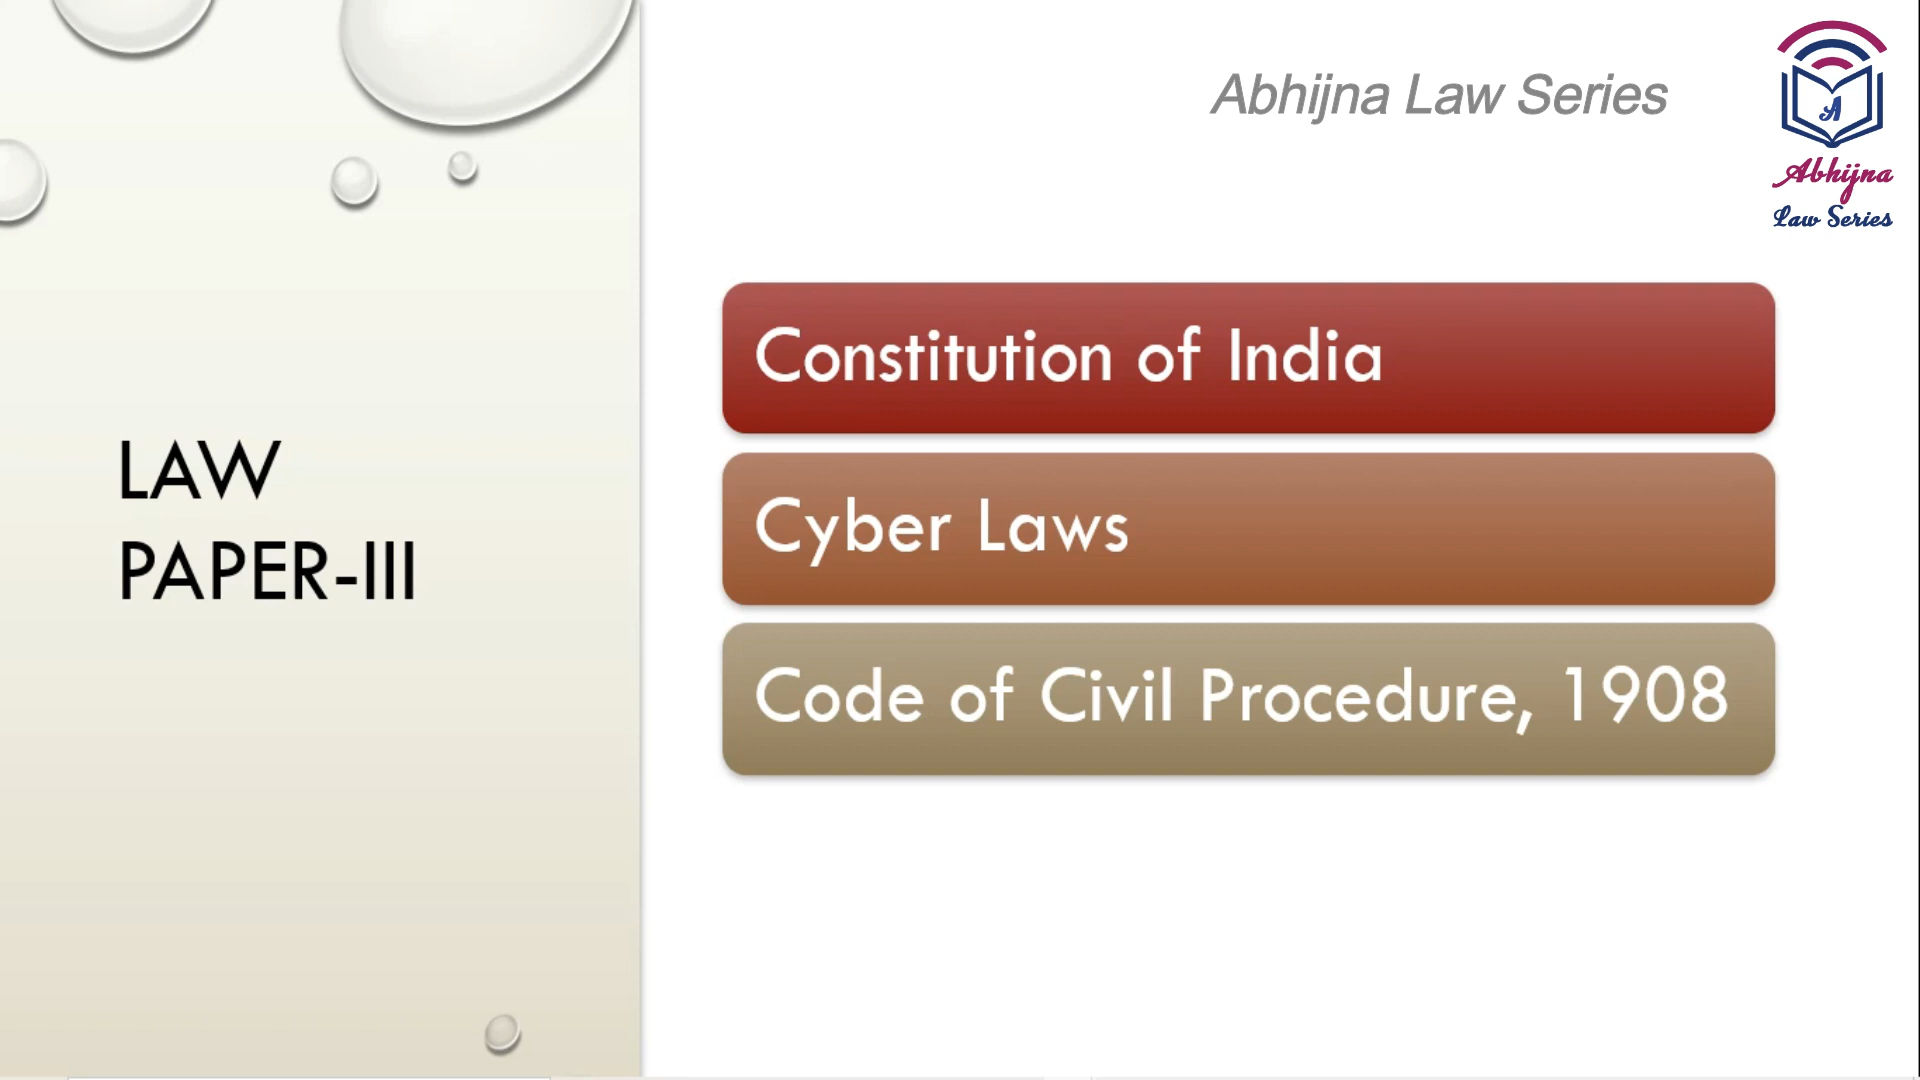 Abhijna Law Series
A
Abhijna
Law Series
LAW
PAPER-III
Constitution of India
Cyber Laws
Code of Civil Procedure, 1908